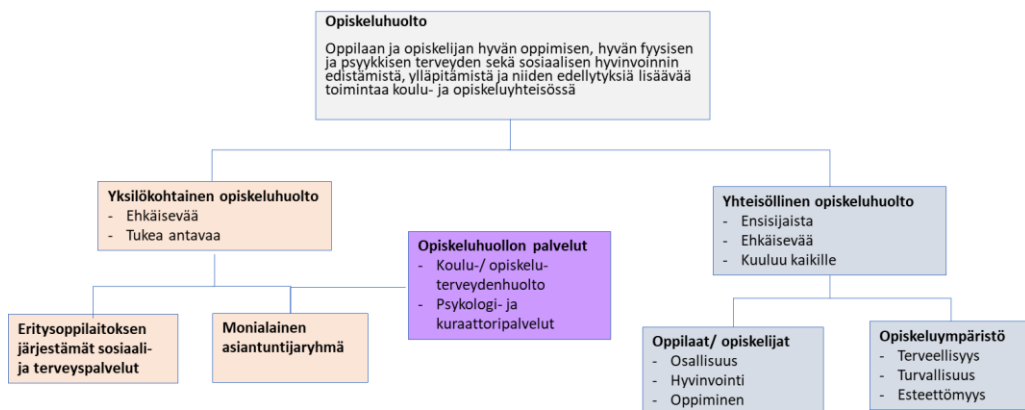 Opiskeluhuolto
Oppilaan ja opiskelijan hyvän oppimisen, hyvän fyysisen
ja psyykkisen terveyden sekä sosiaalisen hyvinvoinnin
edistämistä, ylläpitämistä ja niiden edellytyksiä lisäävää
toimintaa koulu- ja opiskeluyhteisössä
Yksilökohtainen opiskeluhuolto
- Ehkäisevää
- Tukea antavaa
Yhteisöllinen opiskeluhuolto
- Ensisijaista
- Ehkäisevää
- Kuuluu kaikille
Opiskeluhuollon palvelut
- Koulu-/ opiskelu-
terveydenhuolto
- Psykologi- ja
kuraattoripalvelut
Eritysoppilaitoksen
järjestämät sosiaali-
ja terveyspalvelut
Monialainen
asiantuntijaryhmä
Oppilaat/ opiskelijat
- Osallisuus
- Hyvinvointi
- Oppiminen
Opiskeluympäristö
- Terveellisyys
- Turvallisuus
- Esteettömyys